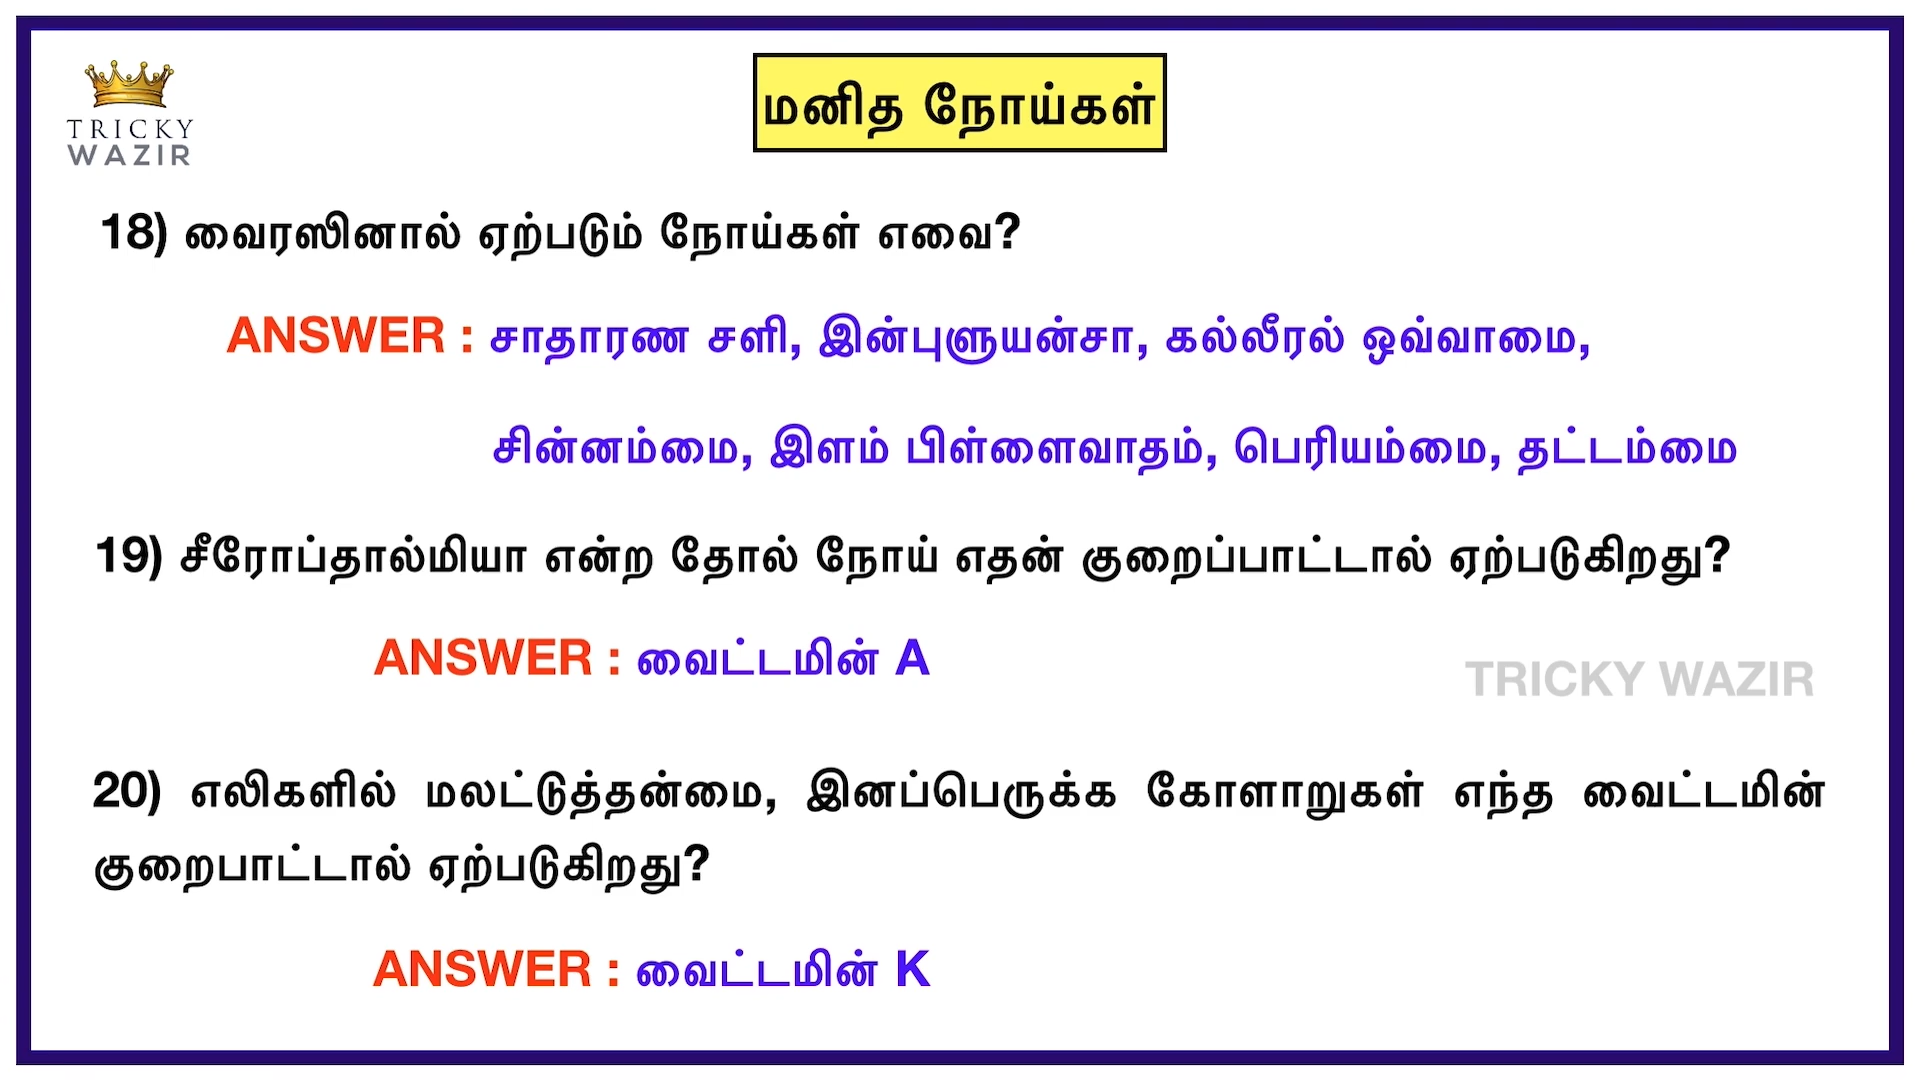 TRICKY
WAZIR
மனித நோய்கள்
18) வைரஸினால் ஏற்படும் நோய்கள் எவை?
ANSWER : சாதாரண சளி, இன்புளுயன்சா, கல்லீரல் ஒவ்வாமை,
சின்னம்மை, இளம் பிள்ளைவாதம், பெரியம்மை, தட்டம்மை
19) சீரோப்தால்மியா என்ற தோல் நோய் எதன் குறைப்பாட்டால் ஏற்படுகிறது?
ANSWER : வைட்டமின் A
TRICKY WAZIR
20) எலிகளில் மலட்டுத்தன்மை, இனப்பெருக்க கோளாறுகள் எந்த வைட்டமின்
குறைபாட்டால் ஏற்படுகிறது?
ANSWER : வைட்டமின் K